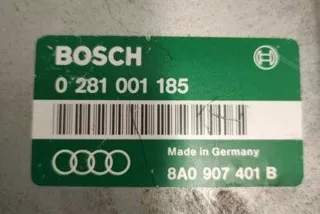 BOSCH
0 281 001 185
Made in Germany
8A0 907 401 B